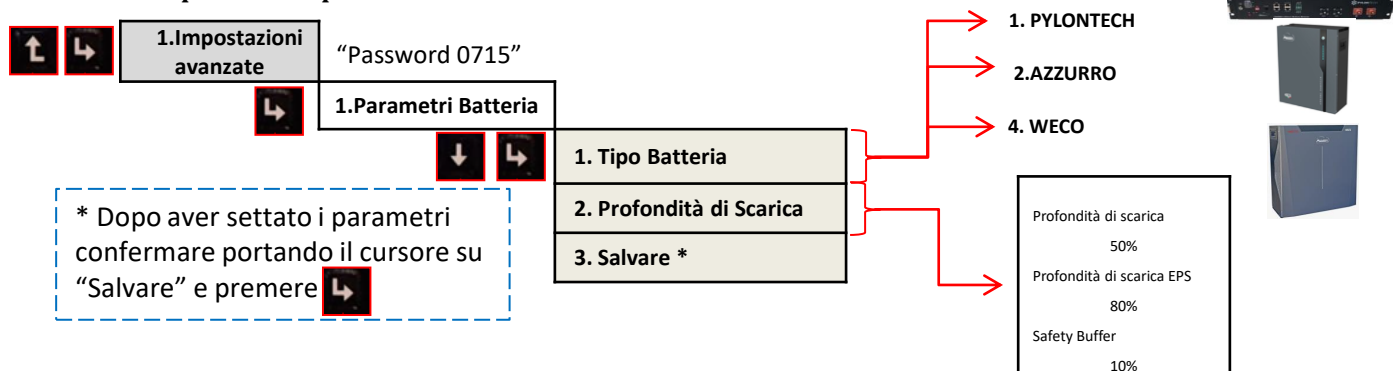 1.Impostazioni
avanzate
“Password 0715”
1.Parametri Batteria
1. Tipo Batteria
2. Profondità di Scarica
3. Salvare *
* Dopo aver settato i parametri
confermare portando il cursore su
“Salvare” e premere
1. PYLONTECH
2.AZZURRO
4. WECO
Profondità di scarica
50%
Profondità di scarica EPS
80%
Safety Buffer
10%